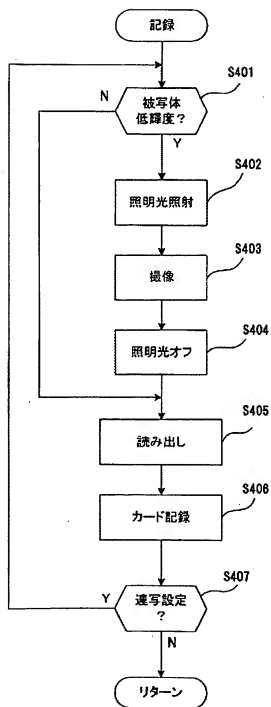 記録
S401
N
被写体
低輝度？
Y
S402
照明光照射
S403
撮像
S404
照明光オフ
S405
読み出し
S406
カード記録
S407
Y
連写設定
？
N
リターン